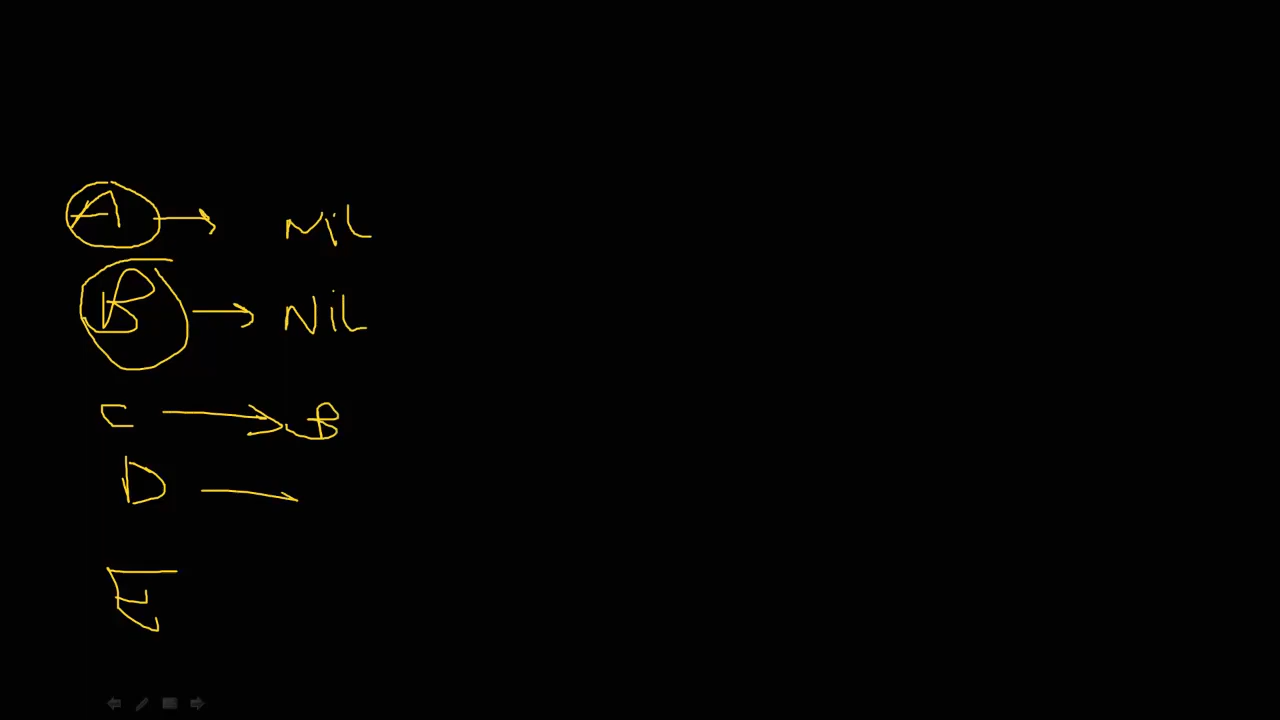 A → Nil
B → Nil
C → B
D →
E